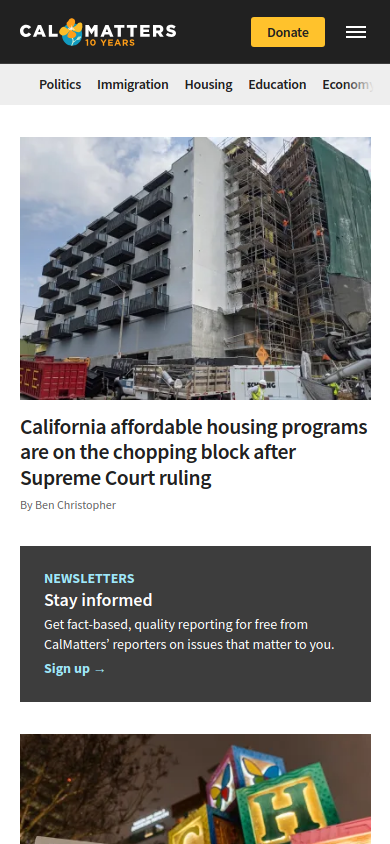 CALMATTERS
10 YEARS
Donate
Politics Immigration Housing Education Economy
California affordable housing programs
are on the chopping block after
Supreme Court ruling
By Ben Christopher
NEWSLETTERS
Stay informed
Get fact-based, quality reporting for free from
CalMatters’ reporters on issues that matter to you.
Sign up →
H